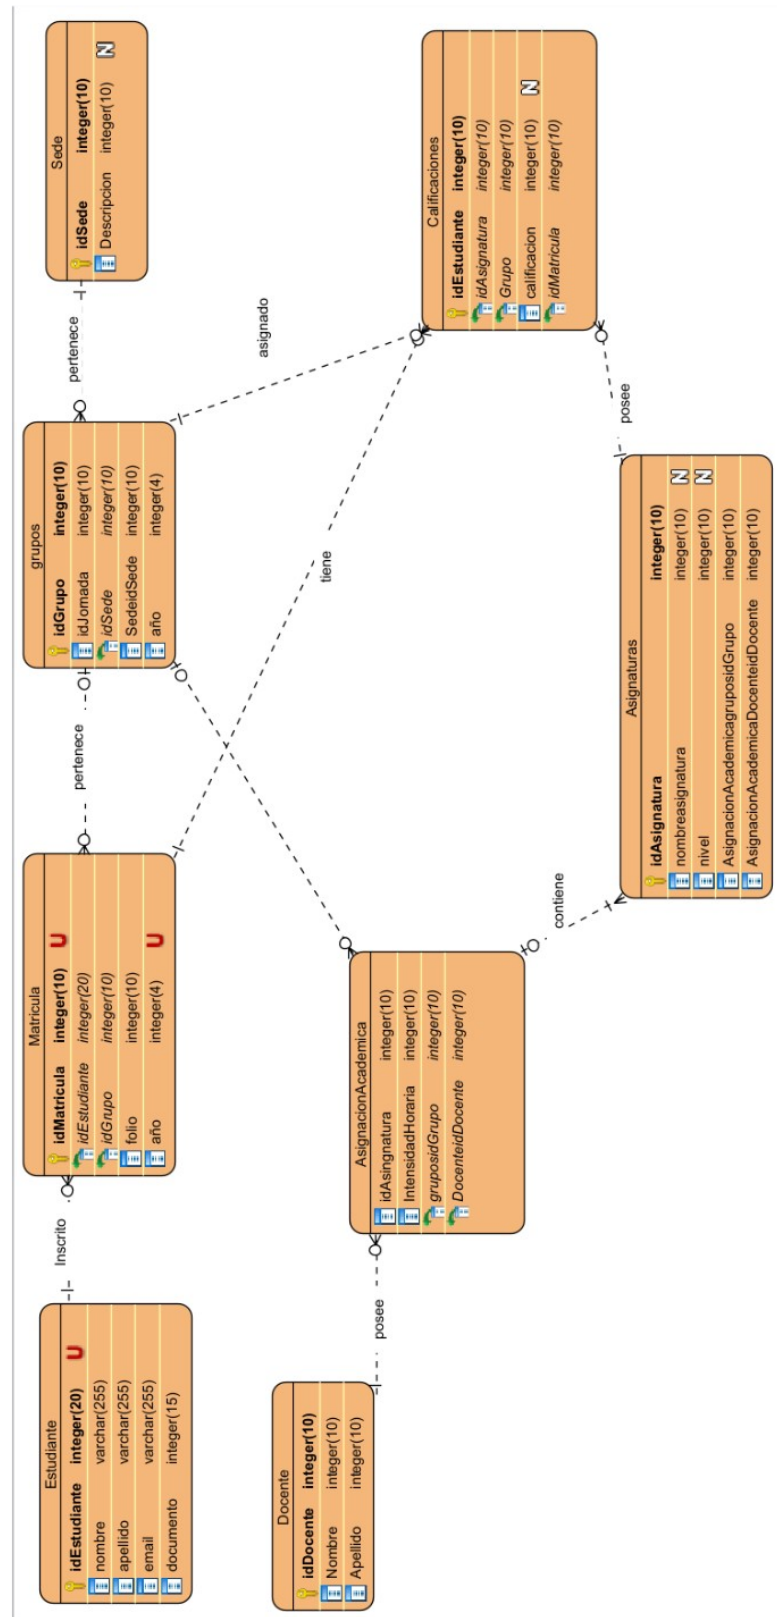 Estudiante
idEstudiante integer(20) U
nombre varchar(255)
apellido varchar(255)
email varchar(255)
documento integer(15)
Inscrito
Matricula
idMatricula integer(10) U
idEstudiante integer(20)
idGrupo integer(10)
folio integer(10)
año integer(4) U
pertenece
grupos
idGrupo integer(10)
idJornada integer(10)
idSede integer(10)
SedeidSede integer(10)
año integer(4)
pertenece
Sede
idSede integer(10)
Descripcion integer(10) N
Docente
idDocente integer(10)
Nombre integer(10)
Apellido integer(10)
posee
AsignacionAcademica
idAsingnatura integer(10)
IntensidadHoraria integer(10)
gruposidGrupo integer(10)
DocenteidDocente integer(10)
contiene
tiene
asignado
Calificaciones
idEstudiante integer(10)
idAsignatura integer(10)
Grupo integer(10)
calificacion integer(10) N
idMatricula integer(10)
posee
Asignaturas
idAsignatura integer(10)
nombreasignatura integer(10) N
nivel integer(10) N
AsignacionAcademicagruposidGrupo integer(10)
AsignacionAcademicaDocenteidDocente integer(10)